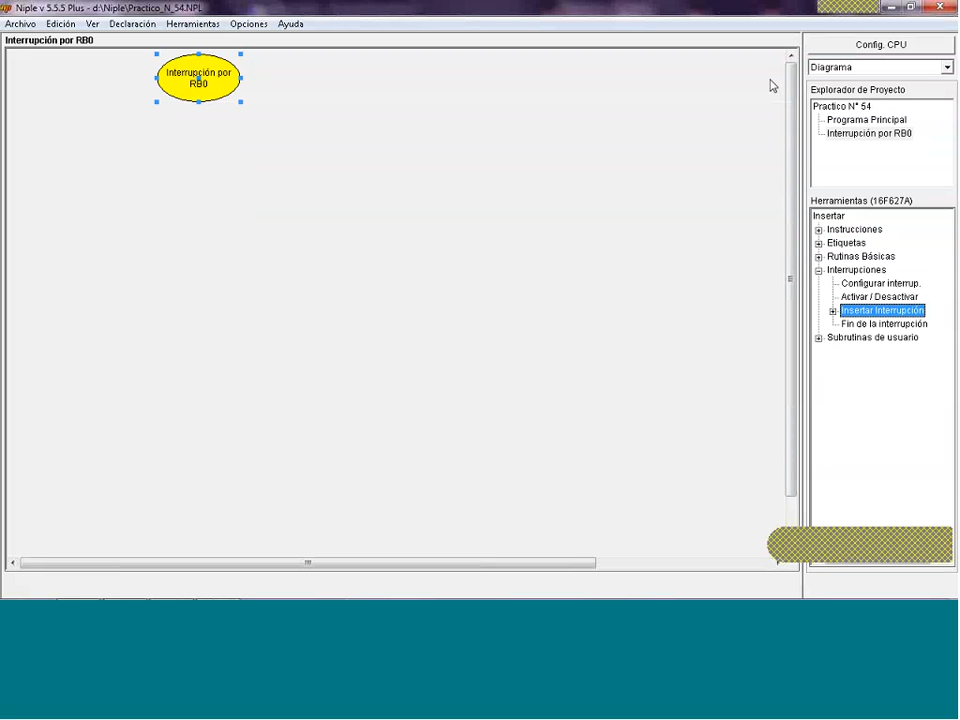 Niple v 5.5.5 Plus - d:\Niple\Practico_N_54.NPL
Archivo Edición Ver Declaración Herramientas Opciones Ayuda
Interrupción por RB0
Interrupción por
RB0
Config. CPU
Diagrama
Explorador de Proyecto
Practico N° 54
Programa Principal
Interrupción por RB0
Herramientas (16F627A)
Insertar
Instrucciones
Etiquetas
Rutinas Básicas
Interrupciones
Configurar interrup.
Activar / Desactivar
Insertar Interrupción
Fin de la interrupción
Subrutinas de usuario